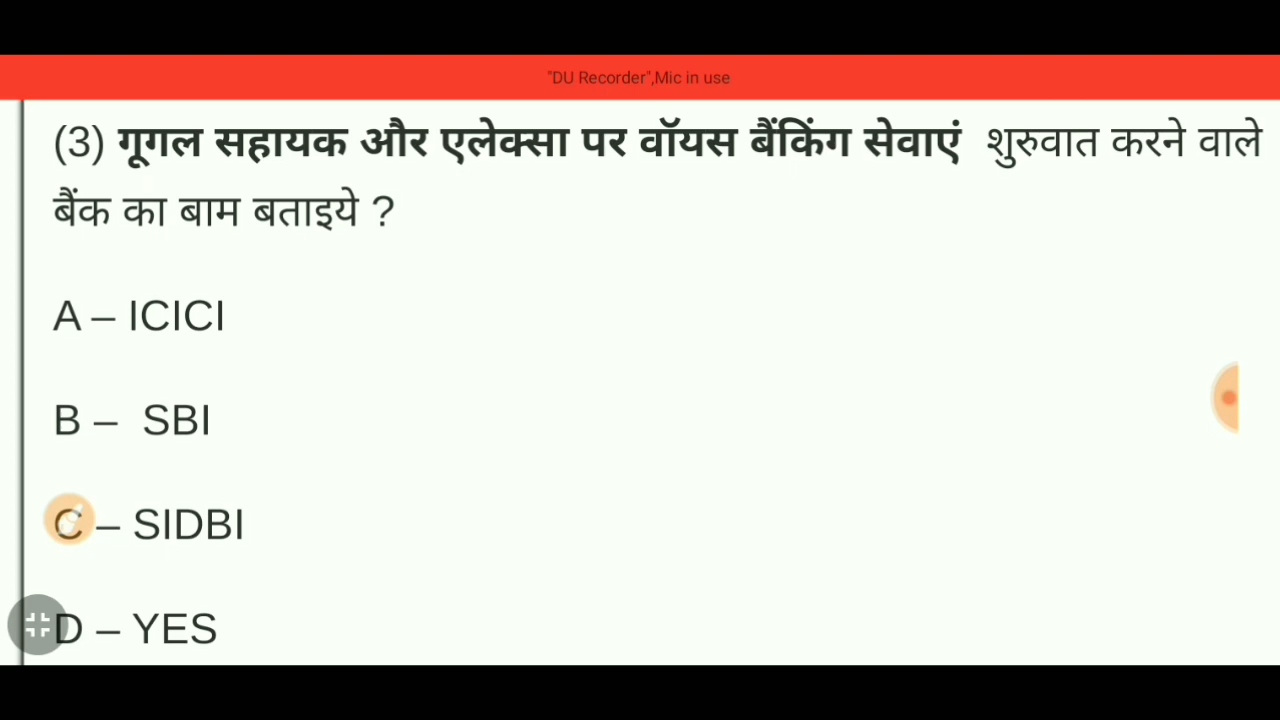 "DU Recorder",Mic in use
(3) गूगल सहायक और एलेक्सा पर वॉयस बैंकिंग सेवाएं शुरुवात करने वाले
बैंक का बाम बताइये ?
A – ICICI
B – SBI
C – SIDBI
D – YES